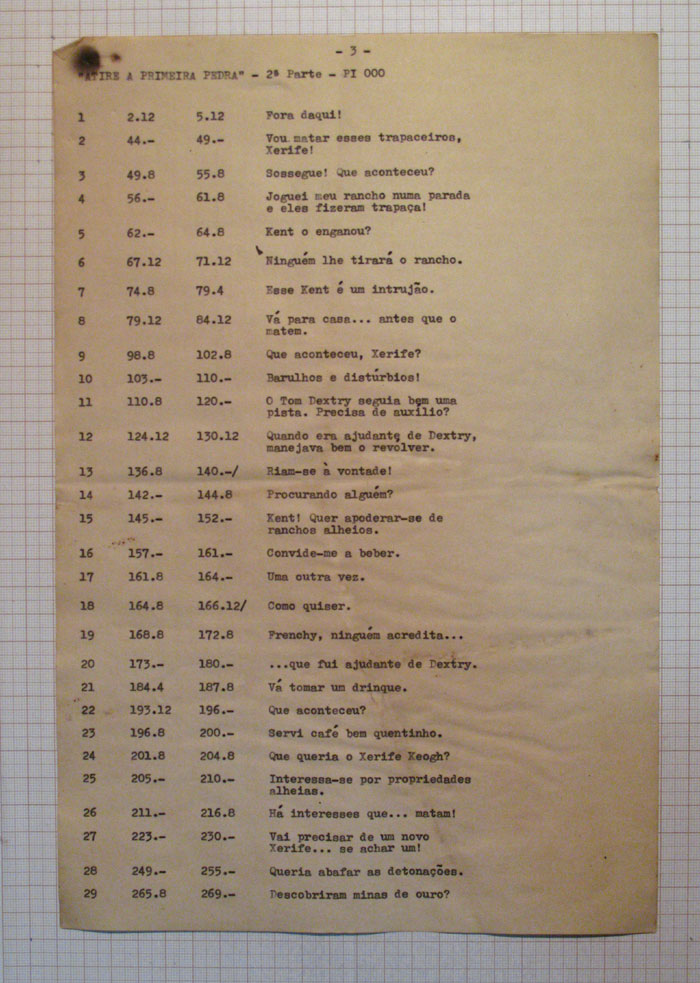 - 3 -
"ATIRE A PRIMEIRA PEDRA" - 2ª Parte - PI 000
1 2.12 5.12 Fora daqui!
2 44.- 49.- Vou matar esses trapaceiros,
Xerife!
3 49.8 55.8 Sossegue! Que aconteceu?
4 56.- 61.8 Joguei meu rancho numa parada
e eles fizeram trapaça!
5 62.- 64.8 Kent o enganou?
6 67.12 71.12 Ninguém lhe tirará o rancho.
7 74.8 79.4 Esse Kent é um intrujão.
8 79.12 84.12 Vá para casa... antes que o
matem.
9 98.8 102.8 Que aconteceu, Xerife?
10 103.- 110.- Barulhos e distúrbios!
11 110.8 120.- O Tom Dextry seguia bem uma
pista. Precisa de auxílio?
12 124.12 130.12 Quando era ajudante de Dextry,
manejava bem o revolver.
13 136.8 140.-/ Riam-se à vontade!
14 142.- 144.8 Procurando alguém?
15 145.- 152.- Kent! Quer apoderar-se de
ranchos alheios.
16 157.- 161.- Convide-me a beber.
17 161.8 164.- Uma outra vez.
18 164.8 166.12/ Como quiser.
19 168.8 172.8 Frenchy, ninguém acredita...
20 173.- 180.- ...que fui ajudante de Dextry.
21 184.4 187.8 Vá tomar um drinque.
22 193.12 196.- Que aconteceu?
23 196.8 200.- Servi café bem quentinho.
24 201.8 204.8 Que queria o Xerife Keogh?
25 205.- 210.- Interessa-se por propriedades
alheias.
26 211.- 216.8 Há interesses que... matam!
27 223.- 230.- Vai precisar de um novo
Xerife... se achar um!
28 249.- 255.- Queria abafar as detonações.
29 265.8 269.- Descobriram minas de ouro?